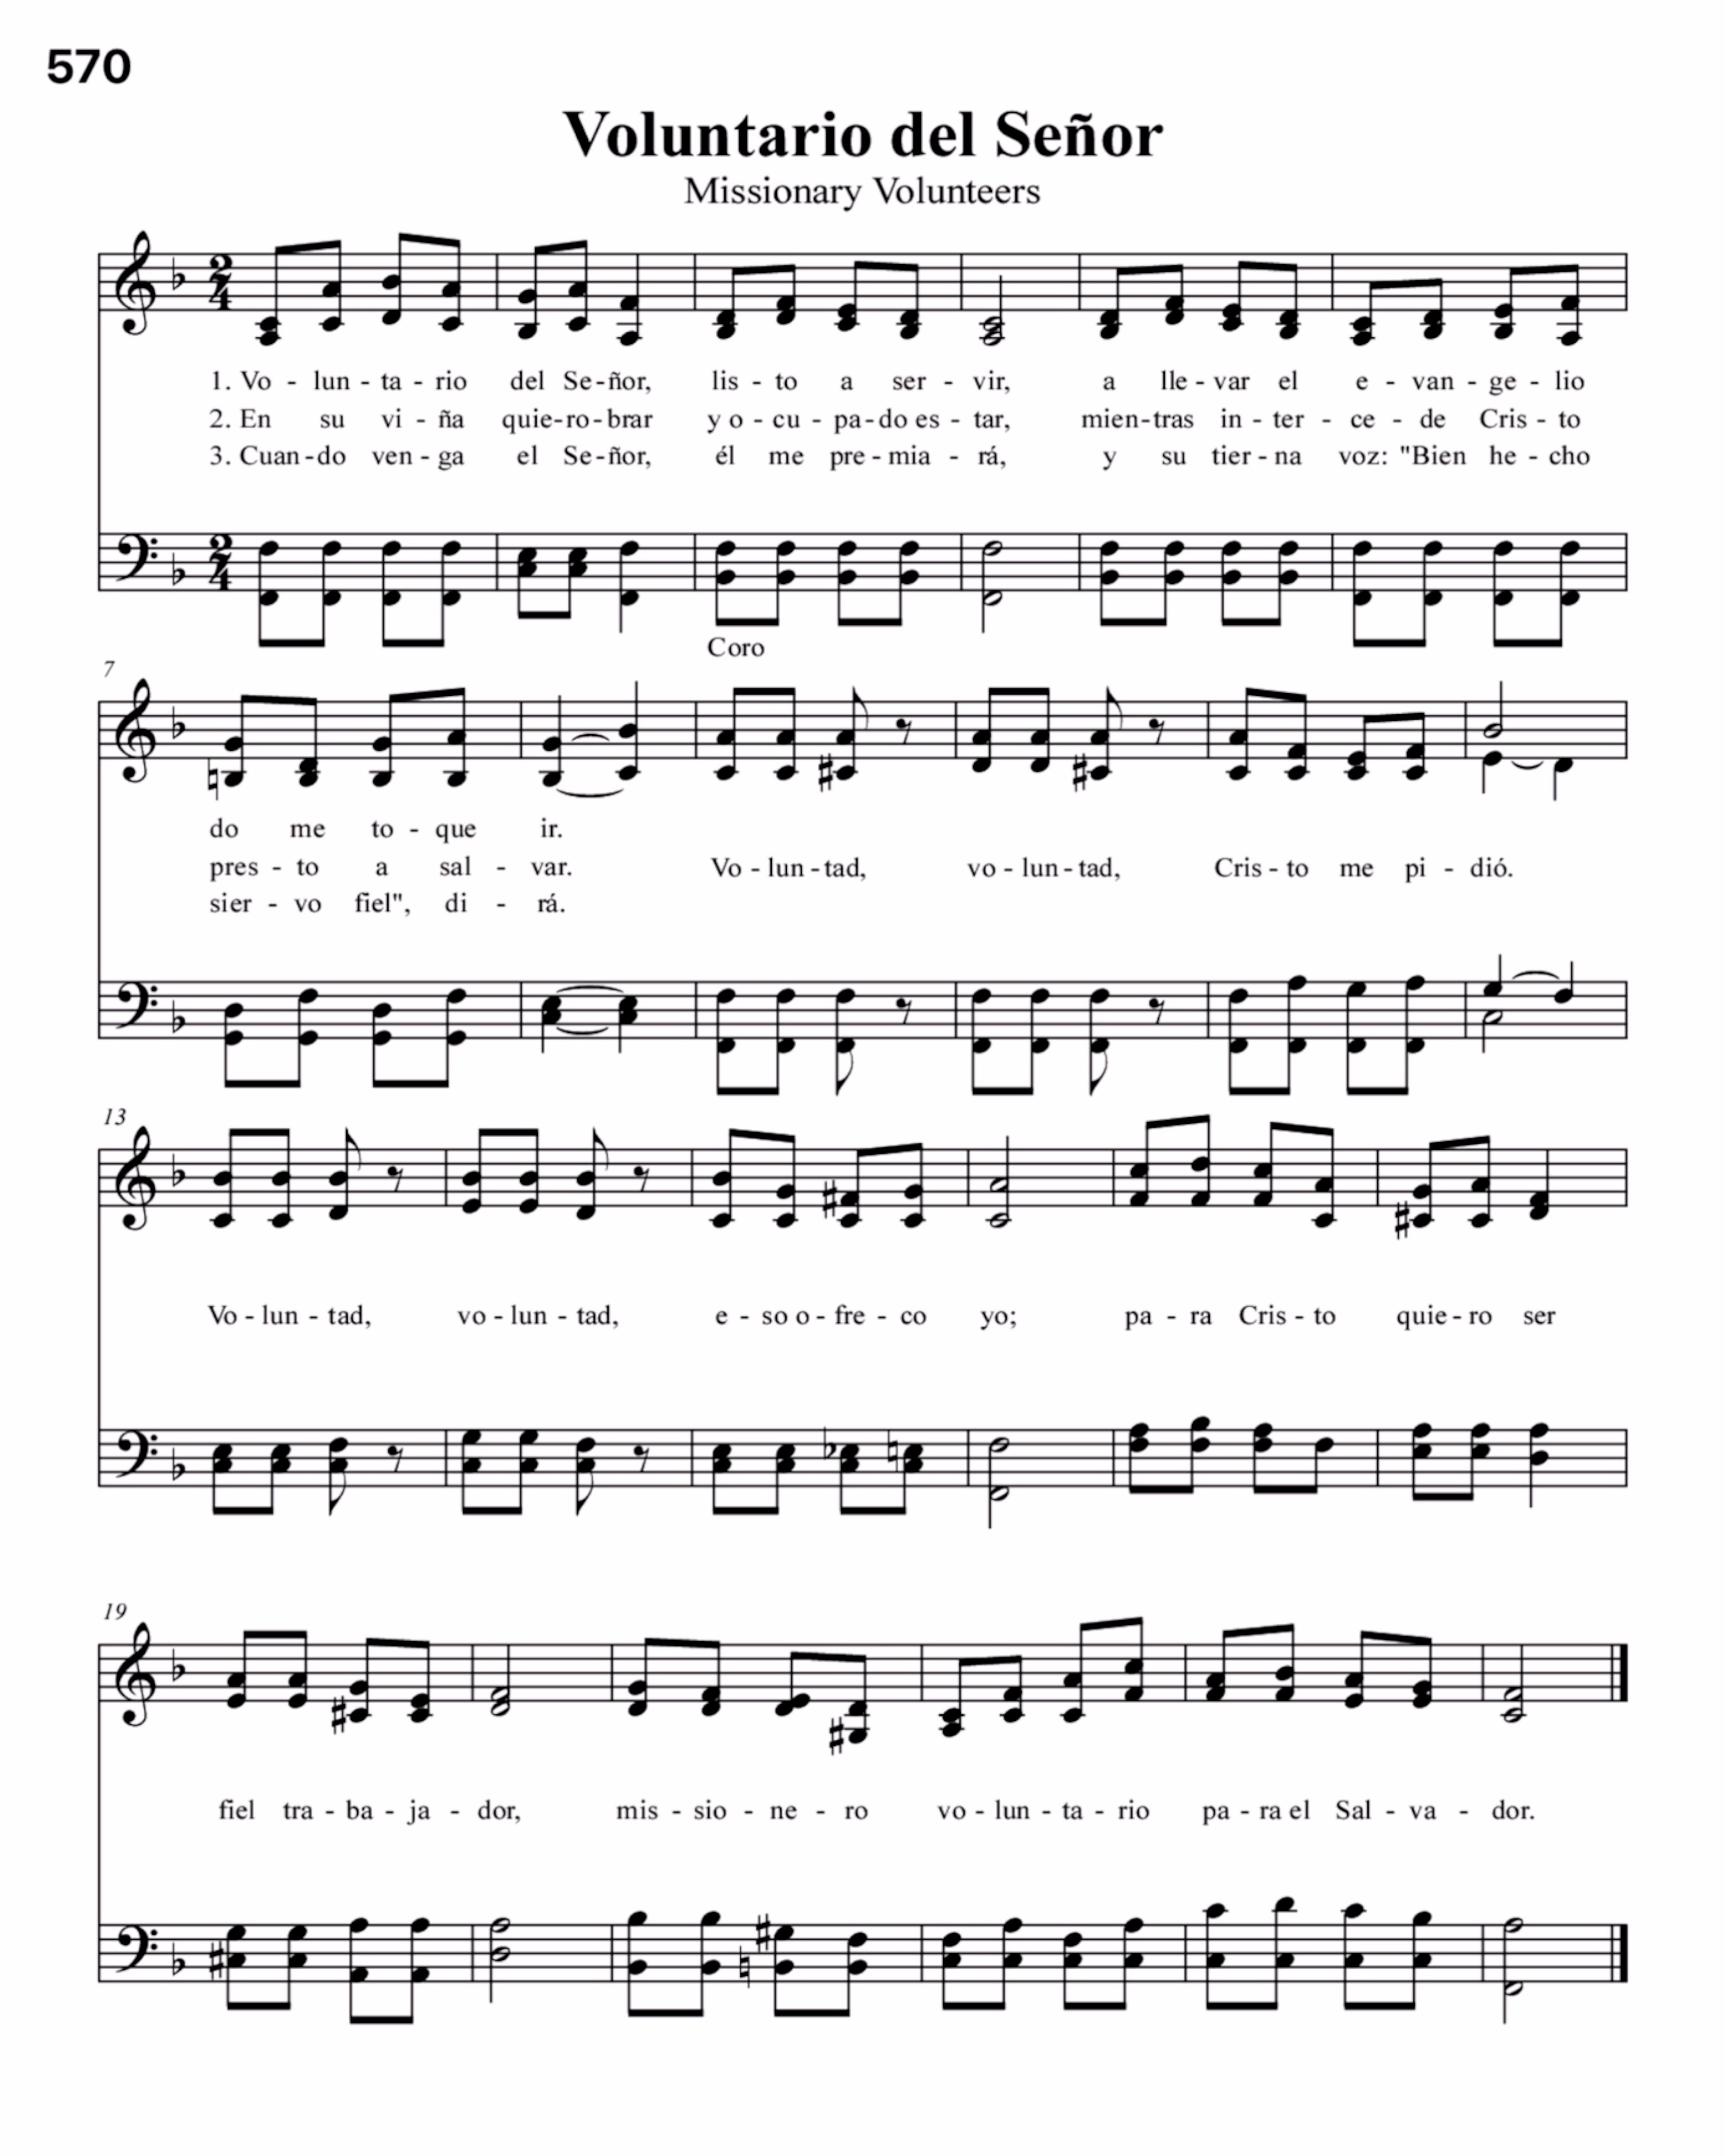 570
Voluntario del Señor
Missionary Volunteers
1. Vo - lun - ta - rio del Se - ñor, lis - to a ser - vir, a lle - var el e - van - ge - lio
2. En su vi - ña quie - ro - brar y o - cu - pa - do es - tar, mien - tras in - ter - ce - de Cris - to
3. Cuan - do ven - ga el Se - ñor, él me pre - mia - rá, y su tier - na voz: "Bien he - cho
Coro
7
do me to - que ir.
pres - to a sal - var. Vo - lun - tad, vo - lun - tad, Cris - to me pi - dió.
sier - vo fiel", di - rá.
13
Vo - lun - tad, vo - lun - tad, e - so o - fre - co yo; pa - ra Cris - to quie - ro ser
19
fiel tra - ba - ja - dor, mis - sio - ne - ro vo - lun - ta - rio pa - ra el Sal - va - dor.